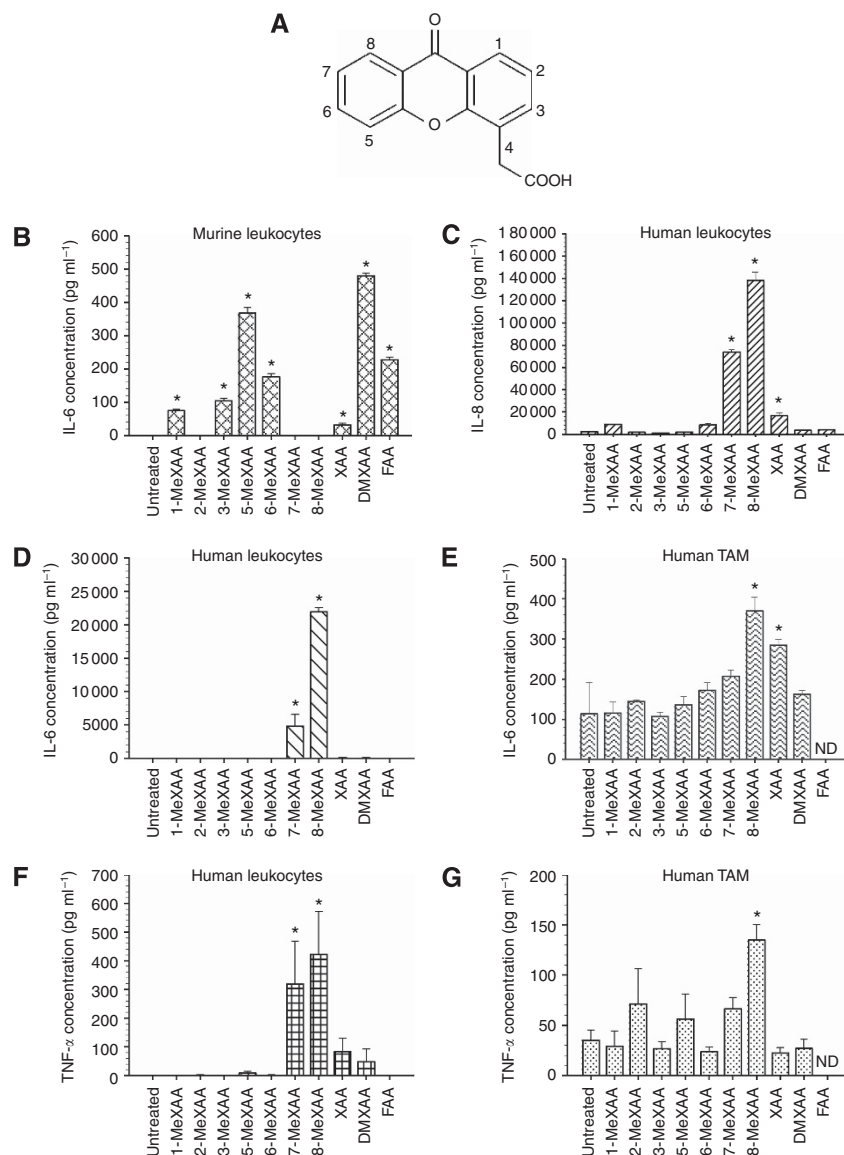 A
O
8
1
7
2
6
3
O
5
4
COOH
B
Murine leukocytes
IL-6 concentration (pg ml⁻¹)
600
500
400
300
200
100
0
* * * * * * *
Untreated
1-MeXAA
2-MeXAA
3-MeXAA
5-MeXAA
6-MeXAA
7-MeXAA
8-MeXAA
XAA
DMXAA
FAA
C
Human leukocytes
IL-8 concentration (pg ml⁻¹)
180 000
160 000
140 000
120 000
100 000
80 000
60 000
40 000
20 000
0
* * *
Untreated
1-MeXAA
2-MeXAA
3-MeXAA
5-MeXAA
6-MeXAA
7-MeXAA
8-MeXAA
XAA
DMXAA
FAA
D
Human leukocytes
IL-6 concentration (pg ml⁻¹)
30 000
25 000
20 000
15 000
10 000
5000
0
* *
Untreated
1-MeXAA
2-MeXAA
3-MeXAA
5-MeXAA
6-MeXAA
7-MeXAA
8-MeXAA
XAA
DMXAA
FAA
E
Human TAM
IL-6 concentration (pg ml⁻¹)
500
400
300
200
100
0
* *
ND
Untreated
1-MeXAA
2-MeXAA
3-MeXAA
5-MeXAA
6-MeXAA
7-MeXAA
8-MeXAA
XAA
DMXAA
FAA
F
Human leukocytes
TNF-α concentration (pg ml⁻¹)
700
600
500
400
300
200
100
0
* *
Untreated
1-MeXAA
2-MeXAA
3-MeXAA
5-MeXAA
6-MeXAA
7-MeXAA
8-MeXAA
XAA
DMXAA
FAA
G
Human TAM
TNF-α concentration (pg ml⁻¹)
200
150
100
50
0
*
ND
Untreated
1-MeXAA
2-MeXAA
3-MeXAA
5-MeXAA
6-MeXAA
7-MeXAA
8-MeXAA
XAA
DMXAA
FAA